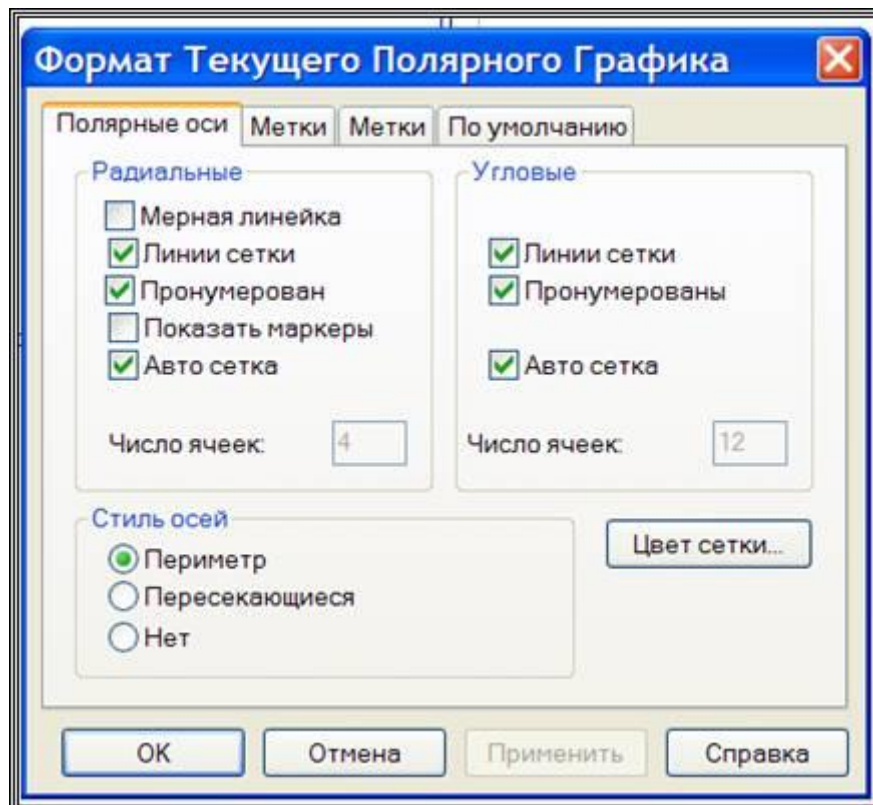 Формат Текущего Полярного Графика
Полярные оси Метки Метки По умолчанию
Радиальные
Мерная линейка
Линии сетки
Пронумерован
Показать маркеры
Авто сетка
Число ячеек: 4
Угловые
Линии сетки
Пронумерованы
Авто сетка
Число ячеек: 12
Стиль осей
Периметр
Пересекающиеся
Нет
Цвет сетки...
ОК Отмена Применить Справка